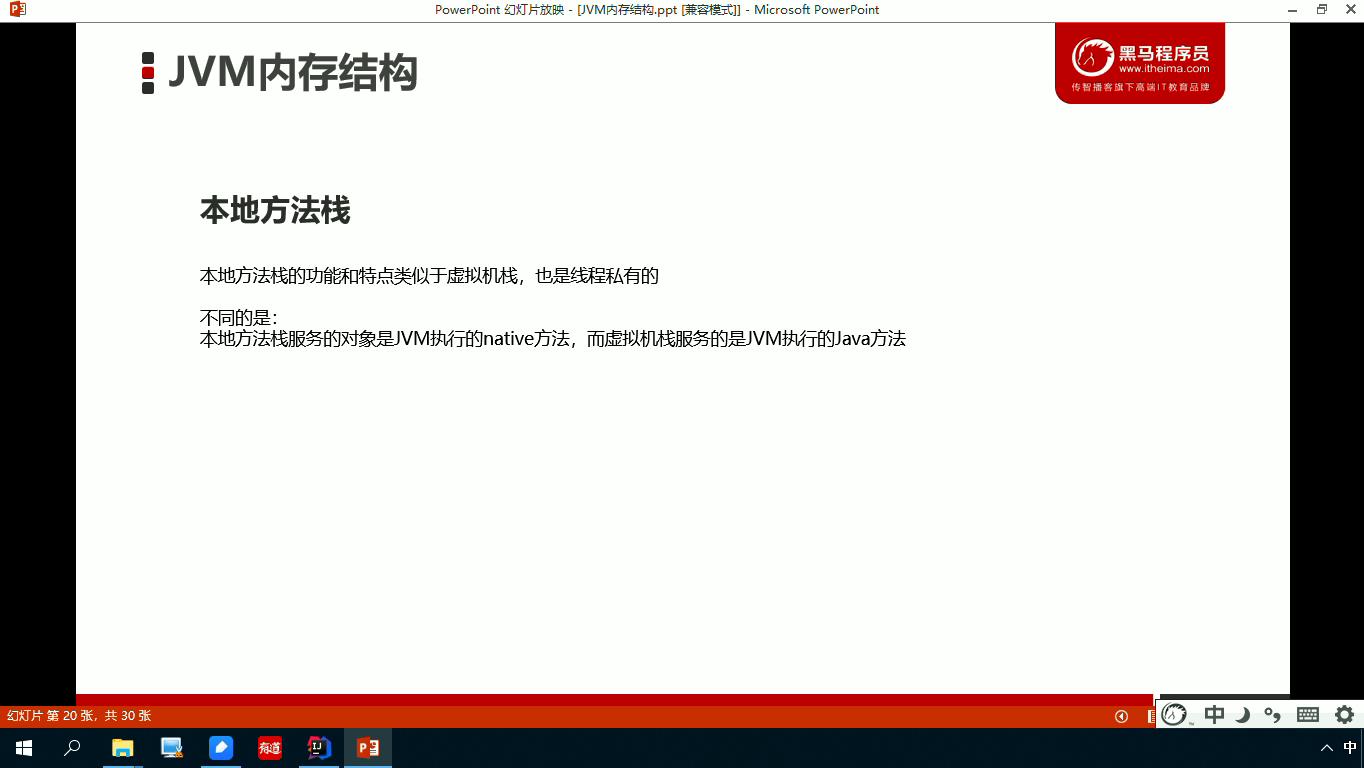 PowerPoint 幻灯片放映 - [JVM内存结构.ppt [兼容模式]] - Microsoft PowerPoint
JVM内存结构
黑马程序员
www.itheima.com
传智播客旗下高端IT教育品牌
本地方法栈
本地方法栈的功能和特点类似于虚拟机栈，也是线程私有的
不同的是：
本地方法栈服务的对象是JVM执行的native方法，而虚拟机栈服务的是JVM执行的Java方法
幻灯片 第 20 张，共 30 张
中
有道
IJ
中